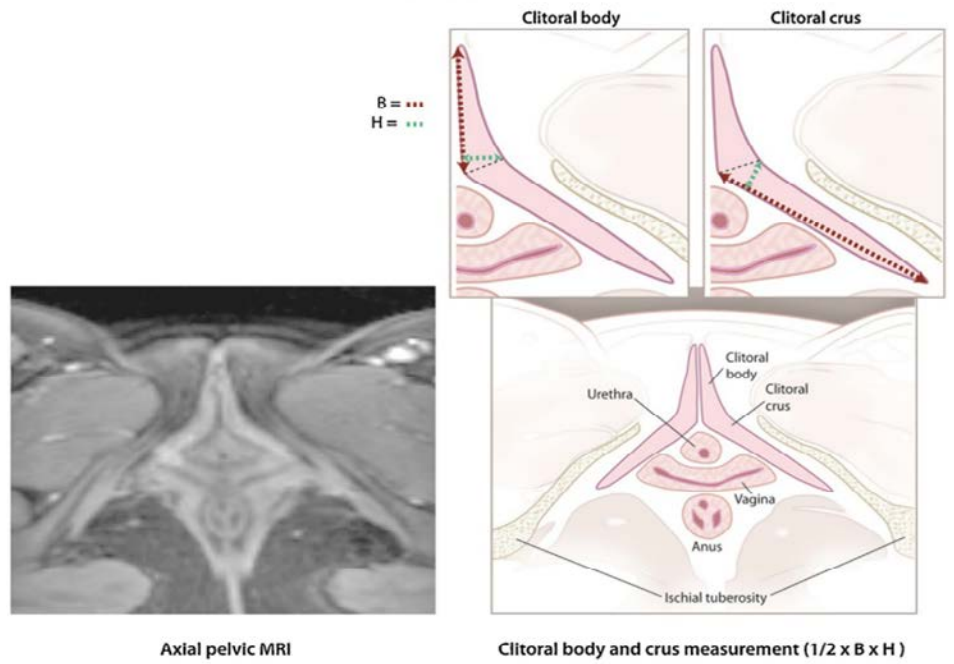 Clitoral body
Clitoral crus
B =
H =
Clitoral
body
Clitoral
crus
Urethra
Vagina
Anus
Ischial tuberosity
Axial pelvic MRI
Clitoral body and crus measurement (1/2 x B x H )